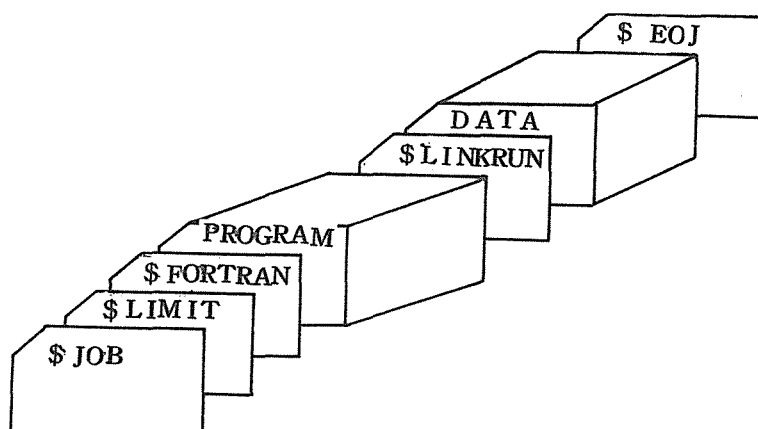 $ EOJ
DATA
$LINKRUN
PROGRAM
$ FORTRAN
$ LIMIT
$ JOB